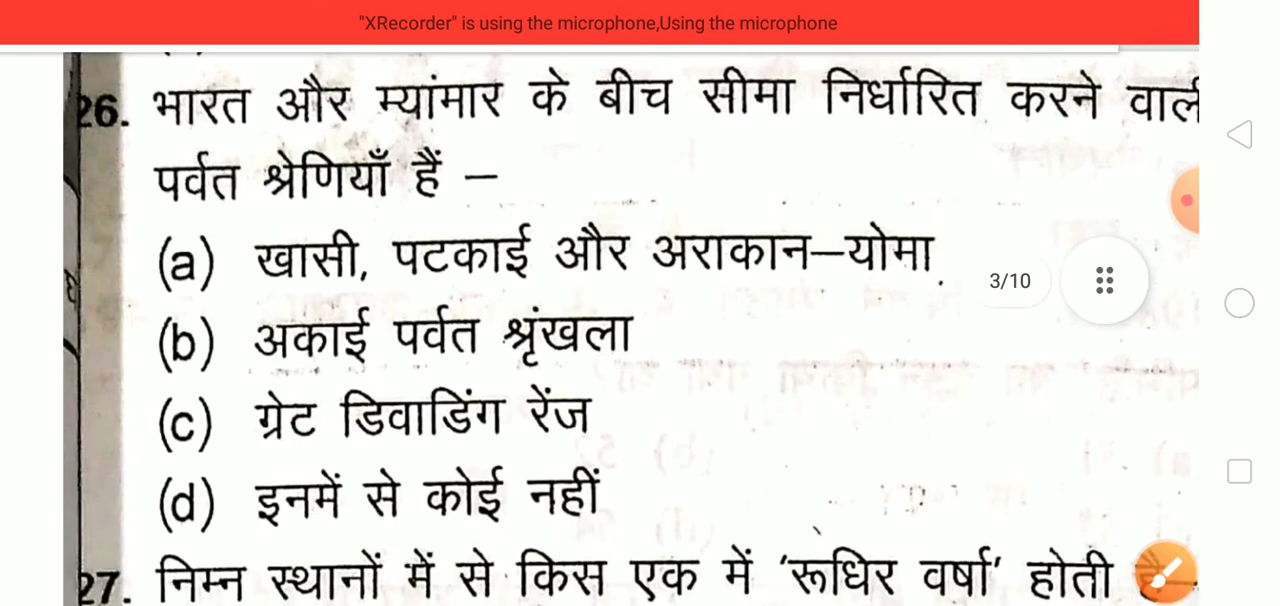 "XRecorder" is using the microphone,Using the microphone
26. भारत और म्यांमार के बीच सीमा निर्धारित करने
पर्वत श्रेणियाँ हैं –
(a) खासी, पटकाई और अराकान–योमा
3/10
(b) अकाई पर्वत श्रृंखला
(c) ग्रेट डिवाडिंग रेंज
(d) इनमें से कोई नहीं
27. निम्न स्थानों में से किस एक में ‘रूधिर वर्षा’ होती